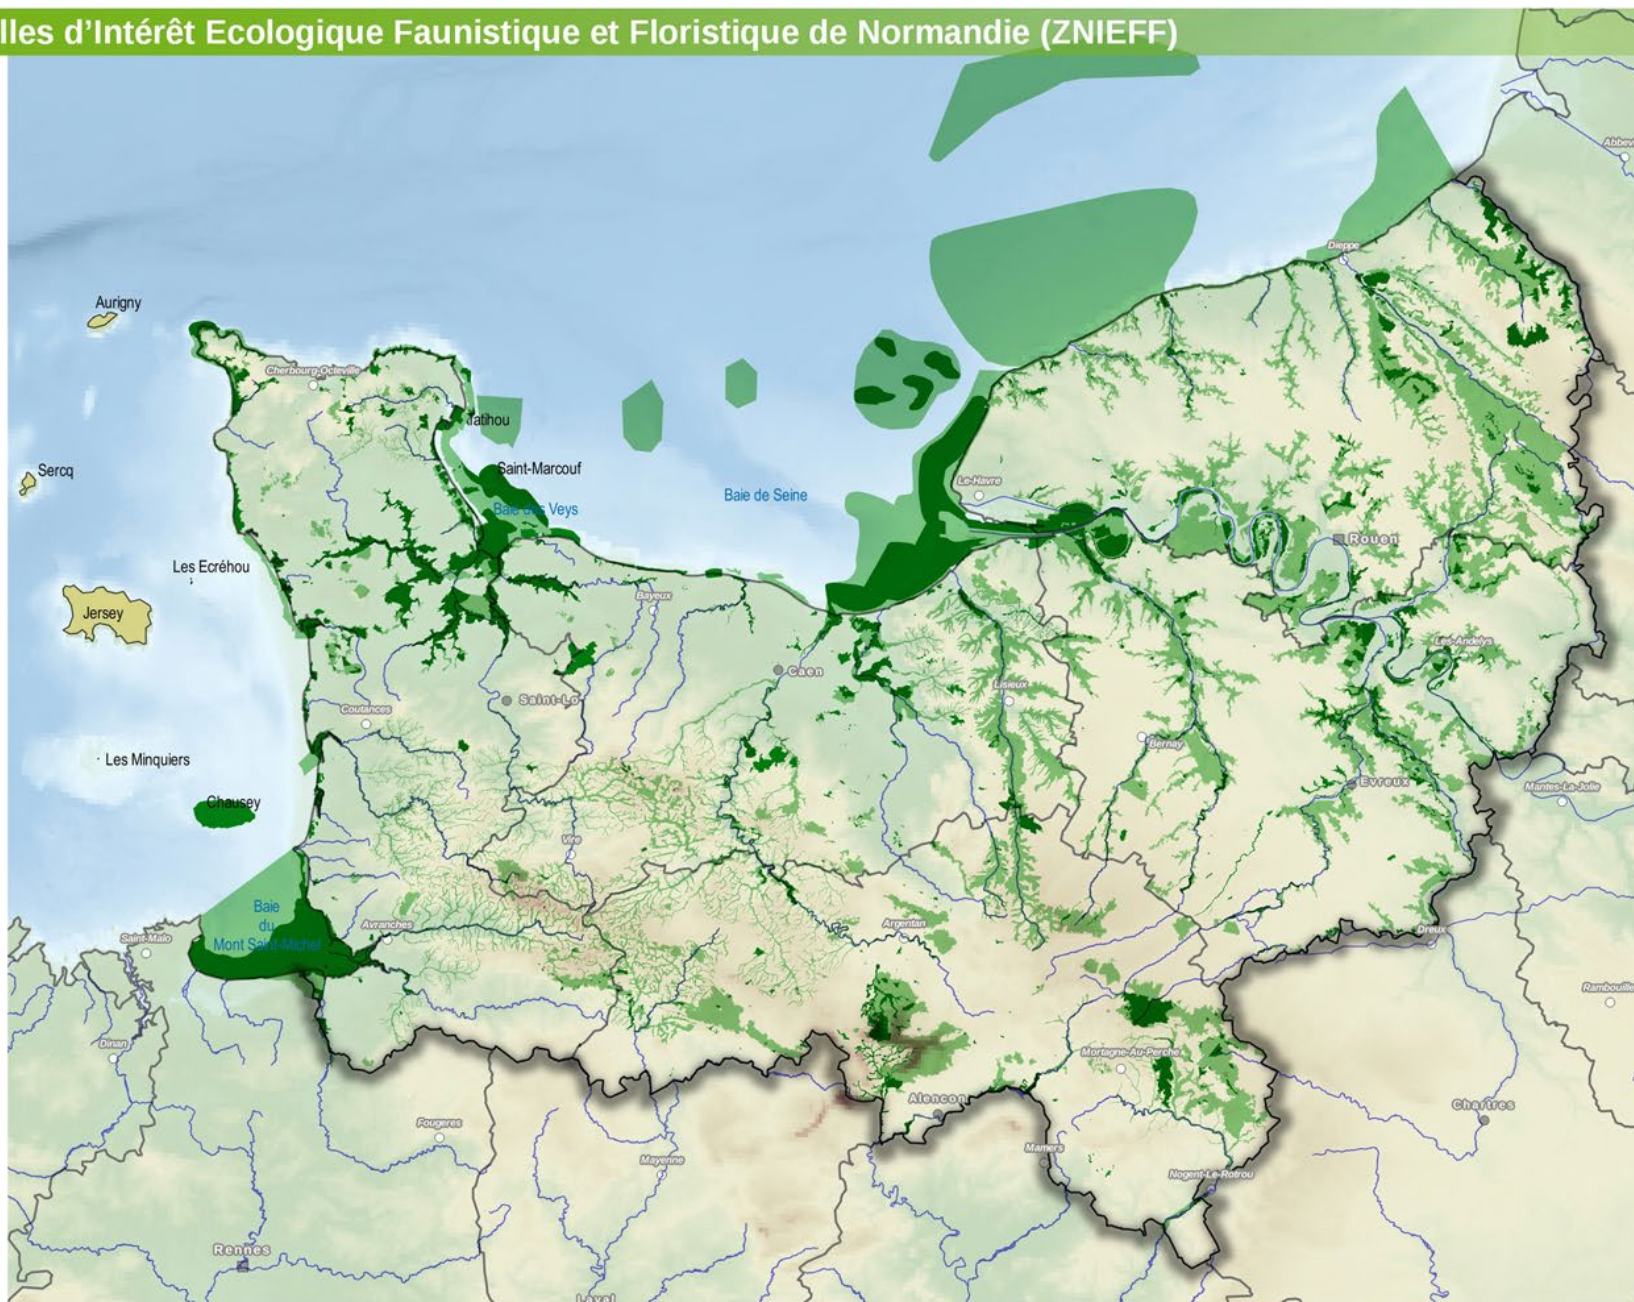 lles d'Intérêt Ecologique Faunistique et Floristique de Normandie (ZNIEFF)
Dieppe
Aurigny
Cherbourg-Octeville
Tatihou
Saint-Marcouf
Sercq
Le-Havre
Baie de Seine
Baie des Veys
Rouen
Les Ecréhou
Bayeux
Jersey
Les-Andelys
Caen
Lisieux
Saint-Lo
Coutances
Bernay
Les Minquiers
Evreux
Mantes-La-Jolie
Chausey
Vire
Baie
du
Mont Saint-Michel
Avranches
Argentan
Saint-Malo
Dreux
Rambouille
Dinan
Mortagne-Au-Perche
Alencon
Chartres
Fougeres
Mamers
Mayenne
Nogent-Le-Rotrou
Rennes
Laval